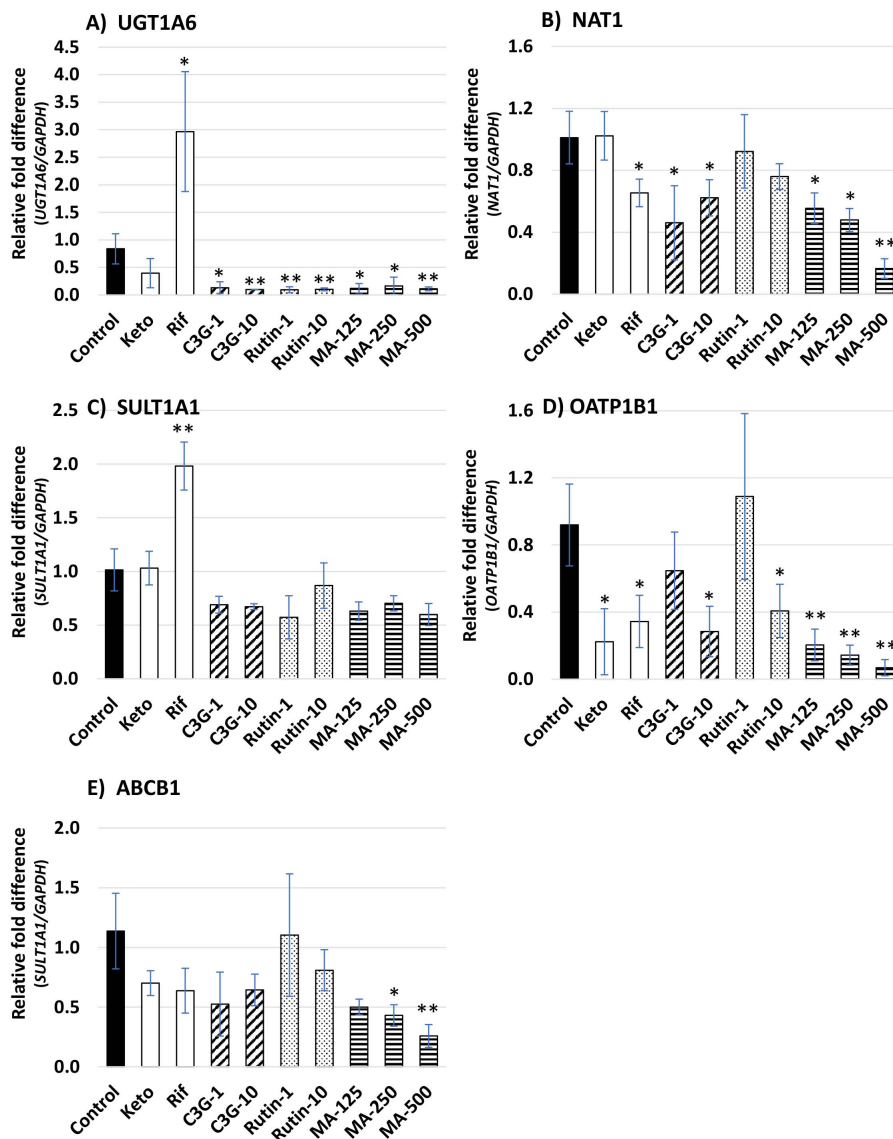 A) UGT1A6
Relative fold difference
(UGT1A6/GAPDH)
4.5
4.0
3.5
3.0
2.5
2.0
1.5
1.0
0.5
0.0
*
*
**
**
**
*
*
**
Control
Keto
Rif
C3G-1
C3G-10
Rutin-1
Rutin-10
MA-125
MA-250
MA-500
B) NAT1
Relative fold difference
(NAT1/GAPDH)
1.6
1.2
0.8
0.4
0.0
*
*
*
*
*
**
Control
Keto
Rif
C3G-1
C3G-10
Rutin-1
Rutin-10
MA-125
MA-250
MA-500
C) SULT1A1
Relative fold difference
(SULT1A1/GAPDH)
2.5
2.0
1.5
1.0
0.5
0.0
**
Control
Keto
Rif
C3G-1
C3G-10
Rutin-1
Rutin-10
MA-125
MA-250
MA-500
D) OATP1B1
Relative fold difference
(OATP1B1/GAPDH)
1.6
1.2
0.8
0.4
0.0
*
*
*
*
**
**
**
Control
Keto
Rif
C3G-1
C3G-10
Rutin-1
Rutin-10
MA-125
MA-250
MA-500
E) ABCB1
Relative fold difference
(SULT1A1/GAPDH)
2.0
1.5
1.0
0.5
0.0
*
**
Control
Keto
Rif
C3G-1
C3G-10
Rutin-1
Rutin-10
MA-125
MA-250
MA-500